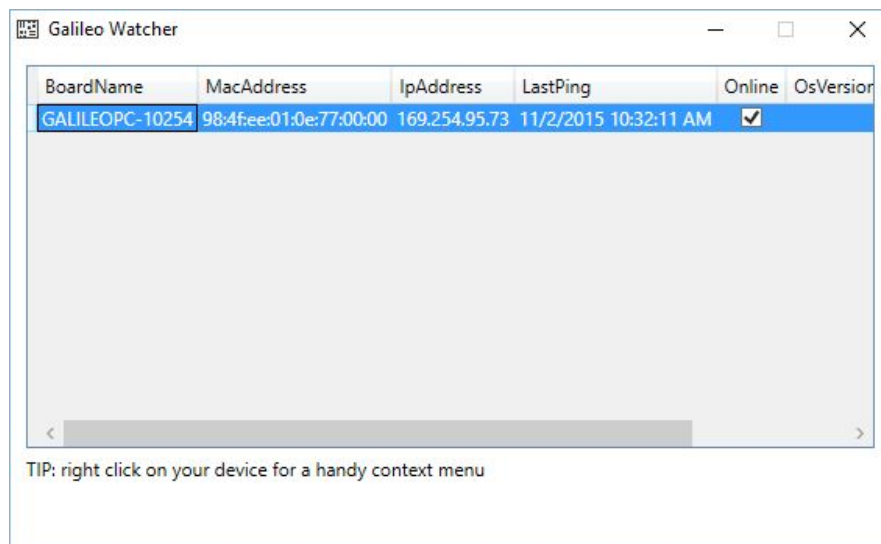 Galileo Watcher
BoardName MacAddress IpAddress LastPing Online OsVersion
GALILEOPC-10254 98:4f:ee:01:0e:77:00:00 169.254.95.73 11/2/2015 10:32:11 AM
TIP: right click on your device for a handy context menu